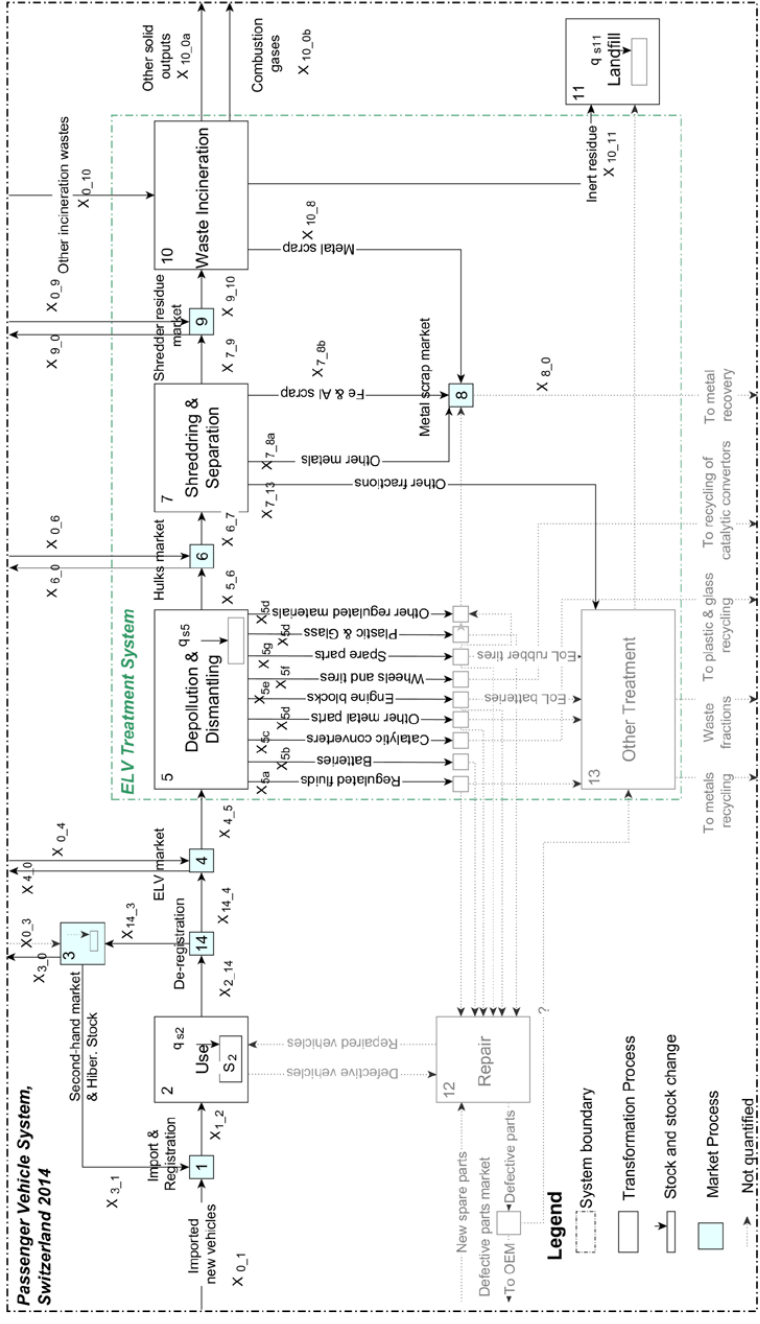 Passenger Vehicle System,
Switzerland 2014
Imported
new vehicles
X 0_1
X 3_1
Import &
Registration
1
X 1_2
Second-hand market
& Hiber. Stock
2
q s2
Use
S 2
X 2_14
De-registration
14
X 14_3
3
X 3_0
X 0_3
X 14_4
ELV market
4
X 4_0
X 0_4
X 4_5
ELV Treatment System
5
Depollution &
Dismantling
q s5
X 5a
X 5b
X 5c
X 5d
X 5e
X 5f
X 5g
X 5d
X 5d
Regulated fluids
Batteries
Catalytic converters
Other metal parts
Engine blocks
Wheels and tires
Spare parts
Plastic & Glass
Other regulated materials
X 5_6
Hulks market
6
X 6_0
X 0_6
X 6_7
7
Shreddring &
Separation
X 7_13
Other fractions
X 7_8a
Other metals
X 7_8b
Fe & Al scrap
X 7_9
Shredder residue
market
9
X 9_0
X 0_9
X 9_10
Other incineration wastes
X 0_10
10
Waste Incineration
Other solid
outputs
X 10_0a
Combustion
gases
X 10_0b
Metal scrap
X 10_8
Metal scrap market
8
X 8_0
Inert residue
X 10_11
11
q s11
Landfill
Defective vehicles
Repaired vehicles
12
Repair
New spare parts
Defective parts market
Defective parts
To OEM
?
EoL batteries
EoL rubber tires
13
Other Treatment
To metals
recycling
Waste
fractions
To plastic & glass
recycling
To recycling of
catalytic convertors
To metal
recovery
Legend
System boundary
Transformation Process
Stock and stock change
Market Process
Not quantified